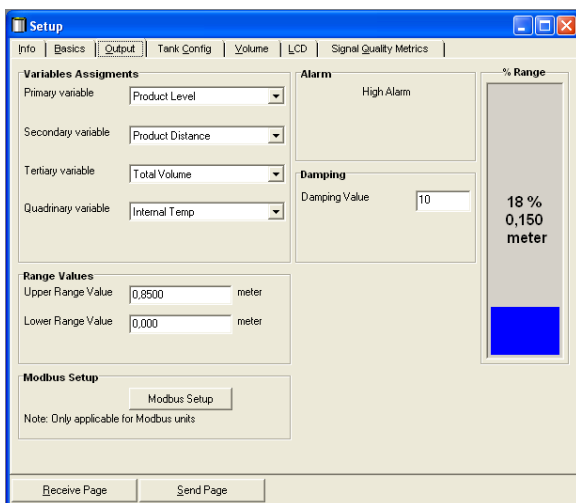 Setup
Info Basics Output Tank Config Volume LCD Signal Quality Metrics
Variables Assigments
Primary variable Product Level
Secondary variable Product Distance
Tertiary variable Total Volume
Quadrinary variable Internal Temp
Range Values
Upper Range Value 0,8500 meter
Lower Range Value 0,000 meter
Modbus Setup
Modbus Setup
Note: Only applicable for Modbus units
Alarm
High Alarm
Damping
Damping Value 10
% Range
18 %
0,150
meter
Receive Page Send Page